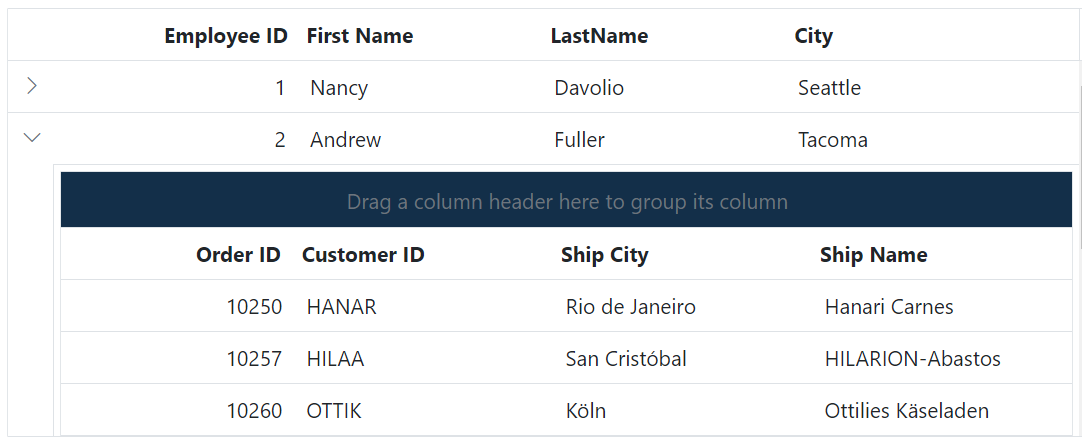 Employee ID First Name LastName City
1 Nancy Davolio Seattle
2 Andrew Fuller Tacoma
Drag a column header here to group its column
Order ID Customer ID Ship City Ship Name
10250 HANAR Rio de Janeiro Hanari Carnes
10257 HILAA San Cristóbal HILARION-Abastos
10260 OTTIK Köln Ottilies Käseladen